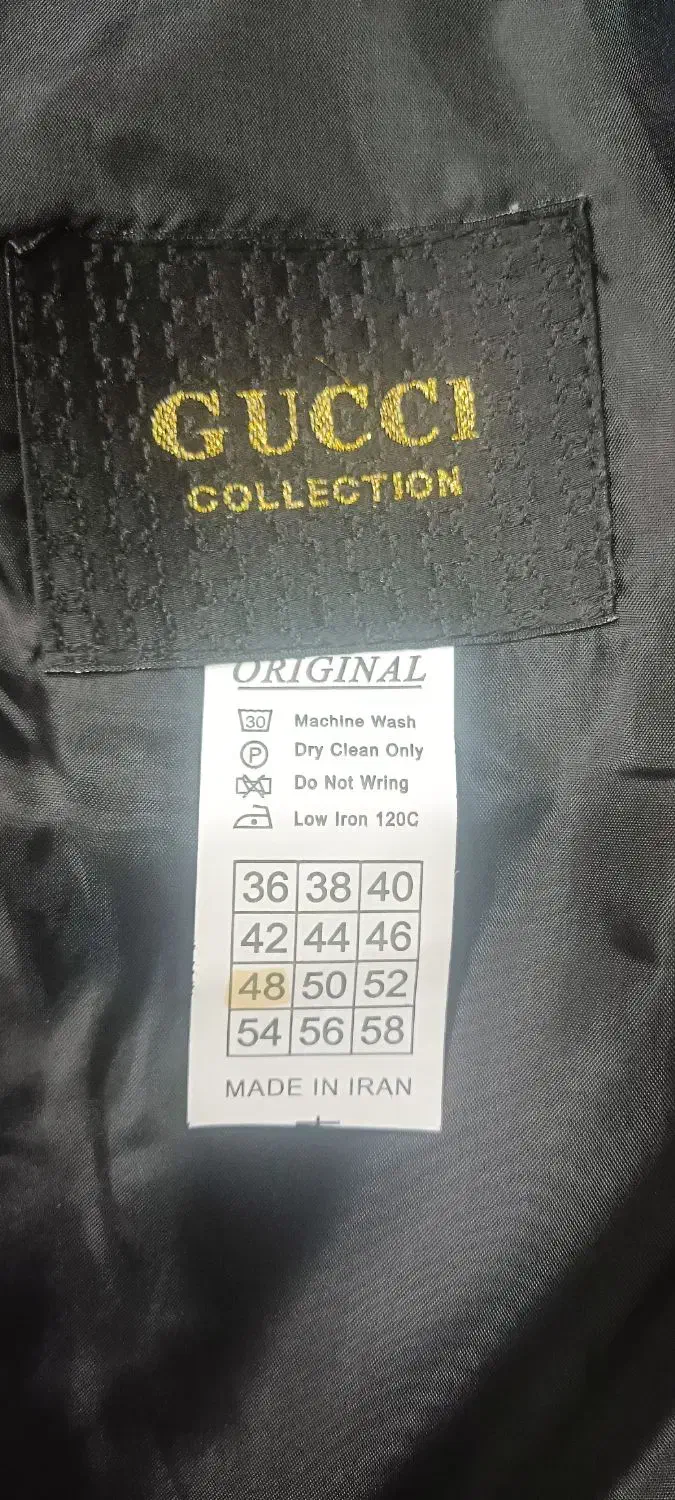 GUCCI
COLLECTION
ORIGINAL
30 Machine Wash
P Dry Clean Only
Do Not Wring
Low Iron 120C
36 38 40
42 44 46
48 50 52
54 56 58
MADE IN IRAN